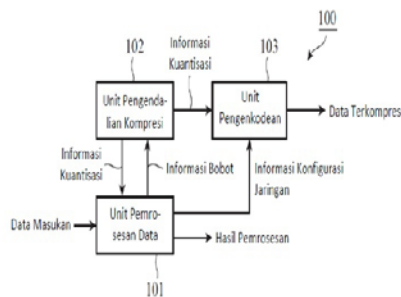 100
102
Informasi
Kuantisasi
103
Unit Pengenda-
lian Kompresi
Unit
Pengenkodean
Data Terkompres
Informasi
Kuantisasi
Informasi Bobot
Informasi Konfigurasi
Jaringan
Data Masukan
Unit Pemro-
sesan Data
Hasil Pemrosesan
101